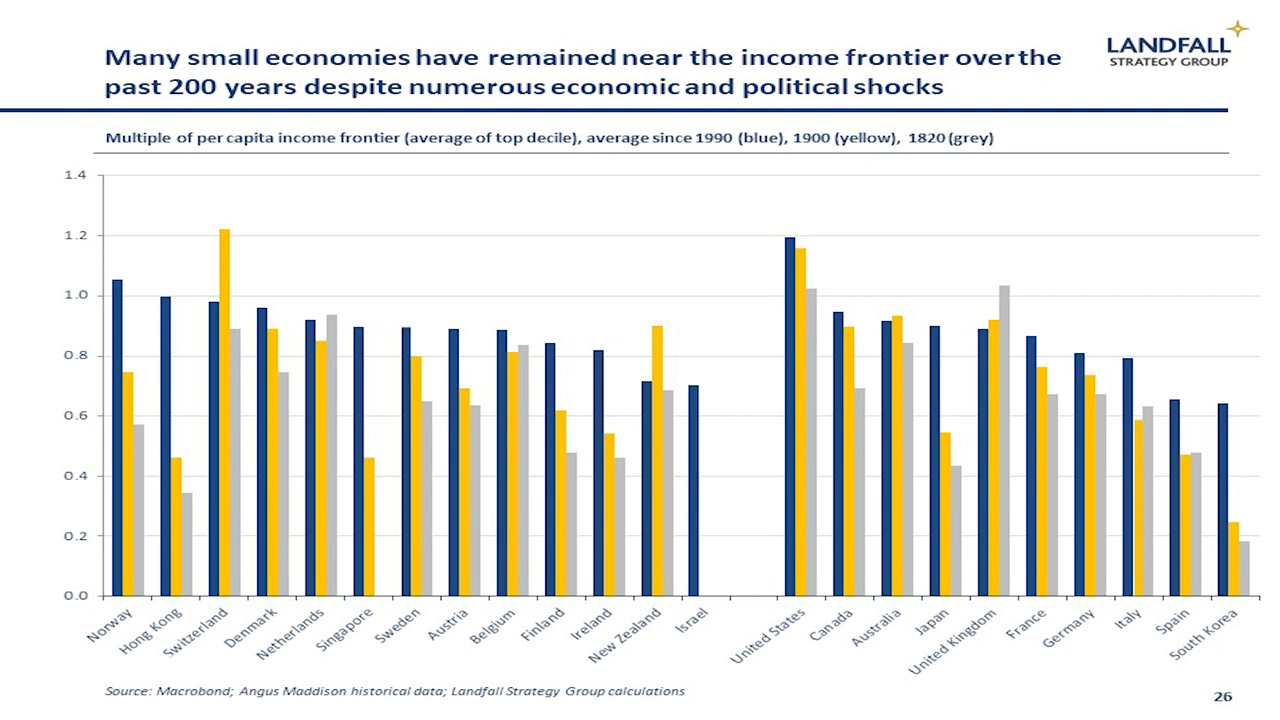 LANDFALL
STRATEGY GROUP
Many small economies have remained near the income frontier over the
past 200 years despite numerous economic and political shocks
Multiple of per capita income frontier (average of top decile), average since 1990 (blue), 1900 (yellow), 1820 (grey)
1.4
1.2
1.0
0.8
0.6
0.4
0.2
0.0
Norway
Hong Kong
Switzerland
Denmark
Netherlands
Singapore
Sweden
Austria
Belgium
Finland
Ireland
New Zealand
Israel
United States
Canada
Australia
Japan
United Kingdom
France
Germany
Italy
Spain
South Korea
Source: Macrobond; Angus Maddison historical data; Landfall Strategy Group calculations
26